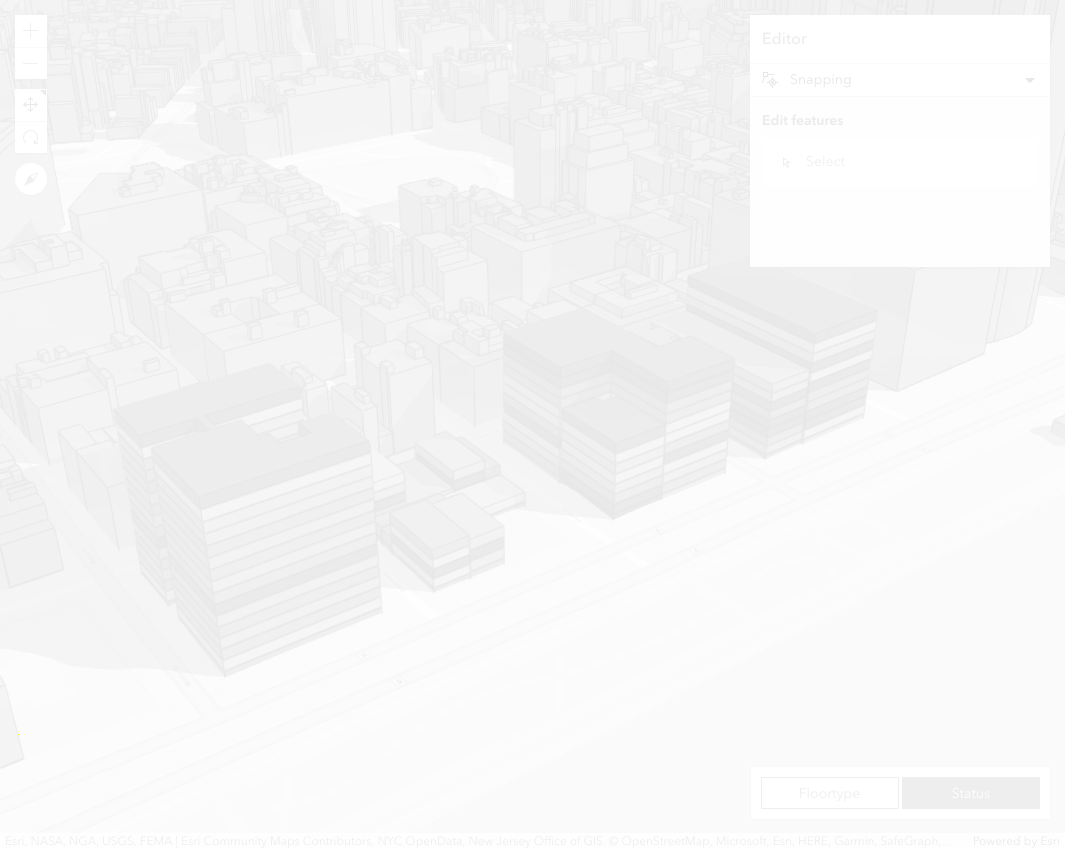 Editor
Snapping
Edit features
Select
Floortype
Status
Esri, NASA, NGA, USGS, FEMA | Esri Community Maps Contributors, NYC OpenData, New Jersey Office of GIS, © OpenStreetMap, Microsoft, Esri, HERE, Garmin, SafeGraph, ...
Powered by Esri